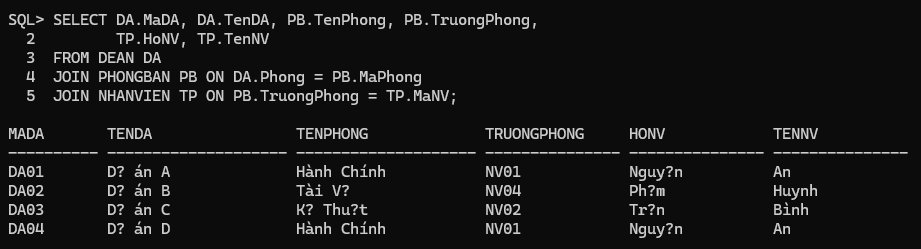 SQL> SELECT DA.MaDA, DA.TenDA, PB.TenPhong, PB.TruongPhong,
  2         TP.HoNV, TP.TenNV
  3  FROM DEAN DA
  4  JOIN PHONGBAN PB ON DA.Phong = PB.MaPhong
  5  JOIN NHANVIEN TP ON PB.TruongPhong = TP.MaNV;
MADA       TENDA                TENPHONG             TRUONGPHONG     HONV            TENNV
---------- -------------------- -------------------- --------------- --------------- ---------------
DA01       D? án A              Hành Chính           NV01            Nguy?n          An
DA02       D? án B              Tài V?               NV04            Ph?m            Huynh
DA03       D? án C              K? Thu?t             NV02            Tr?n            Bình
DA04       D? án D              Hành Chính           NV01            Nguy?n          An